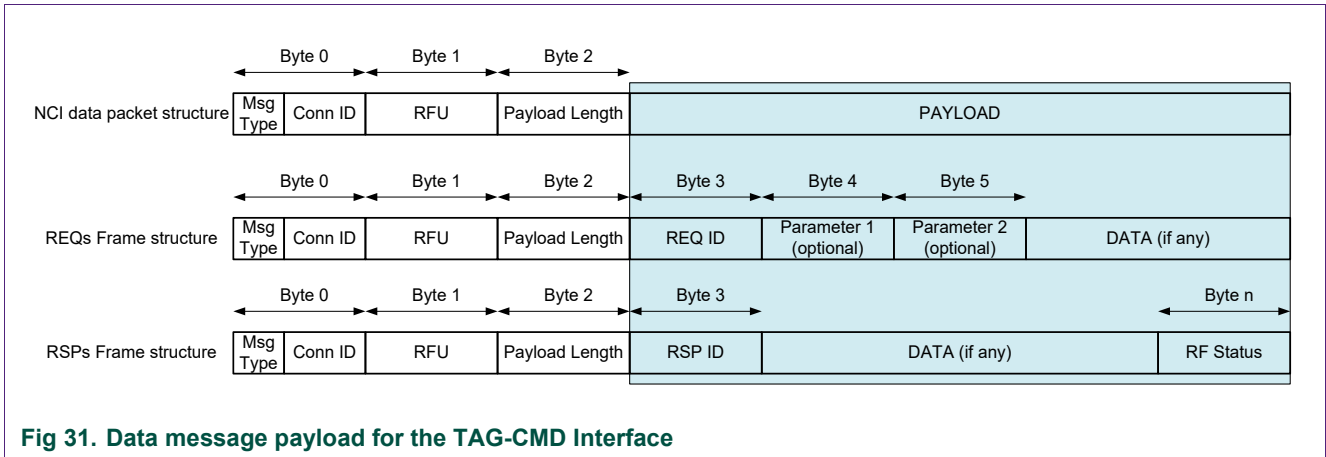 Byte 0 Byte 1 Byte 2
NCI data packet structure Msg Type Conn ID RFU Payload Length PAYLOAD
Byte 0 Byte 1 Byte 2 Byte 3 Byte 4 Byte 5
REQs Frame structure Msg Type Conn ID RFU Payload Length REQ ID Parameter 1 (optional) Parameter 2 (optional) DATA (if any)
Byte 0 Byte 1 Byte 2 Byte 3 Byte n
RSPs Frame structure Msg Type Conn ID RFU Payload Length RSP ID DATA (if any) RF Status
Fig 31. Data message payload for the TAG-CMD Interface